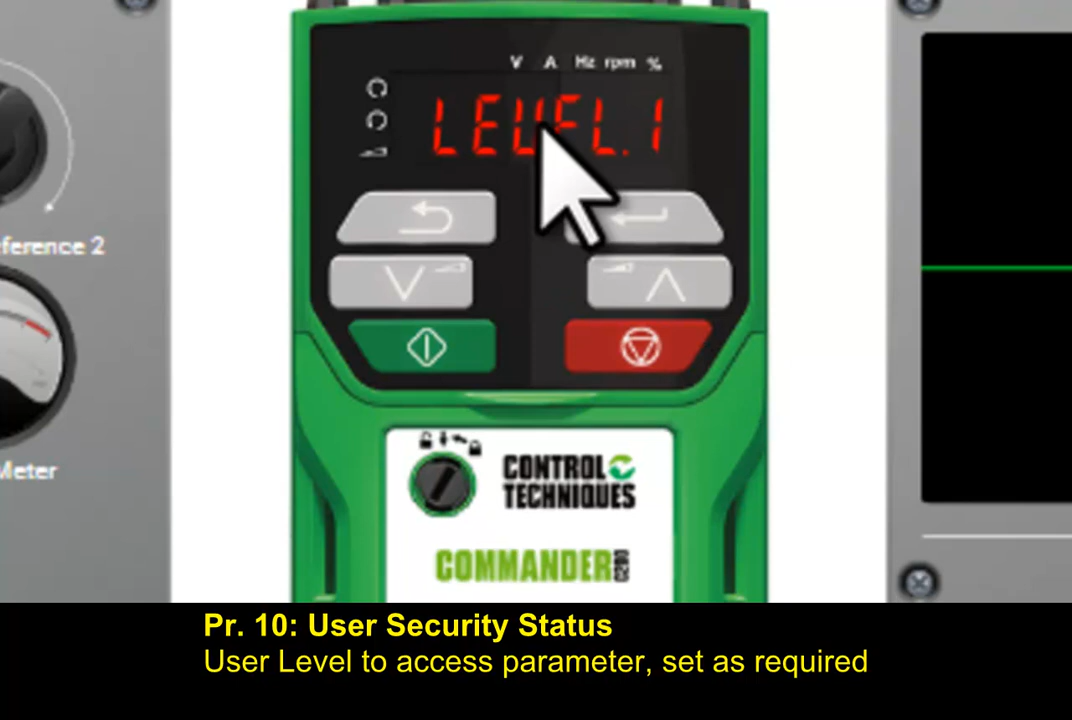 V A Hz rpm %
LEVEL.1
ference 2
Meter
CONTROL
TECHNIQUES
COMMANDER
Pr. 10: User Security Status
User Level to access parameter, set as required